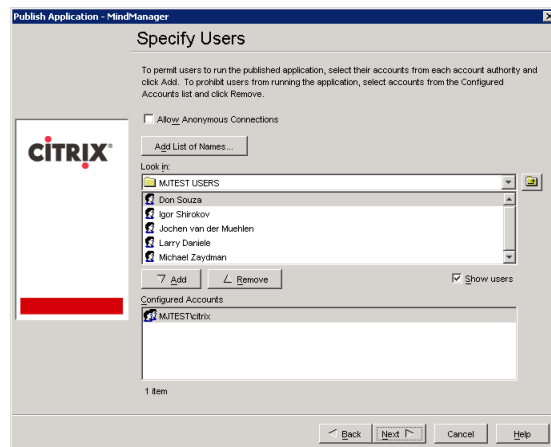 Publish Application - MindManager
Specify Users
To permit users to run the published application, select their accounts from each account authority and
click Add. To prohibit users from running the application, select accounts from the Configured
Accounts list and click Remove.
Allow Anonymous Connections
CITRIX®
Add List of Names...
Look in:
MJTEST USERS
Don Souza
Igor Shirokov
Jochen van der Muehlen
Larry Daniele
Michael Zaydman
Add
Remove
Show users
Configured Accounts
MJTEST\citrix
1 item
Back
Next
Cancel
Help